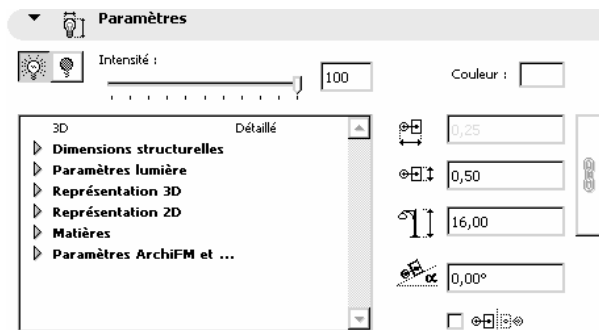 Paramètres
Intensité :
100
Couleur :
3D Détaillé
Dimensions structurelles
Paramètres lumière
Représentation 3D
Représentation 2D
Matières
Paramètres ArchiFM et ...
0,25
0,50
16,00
α 0,00°